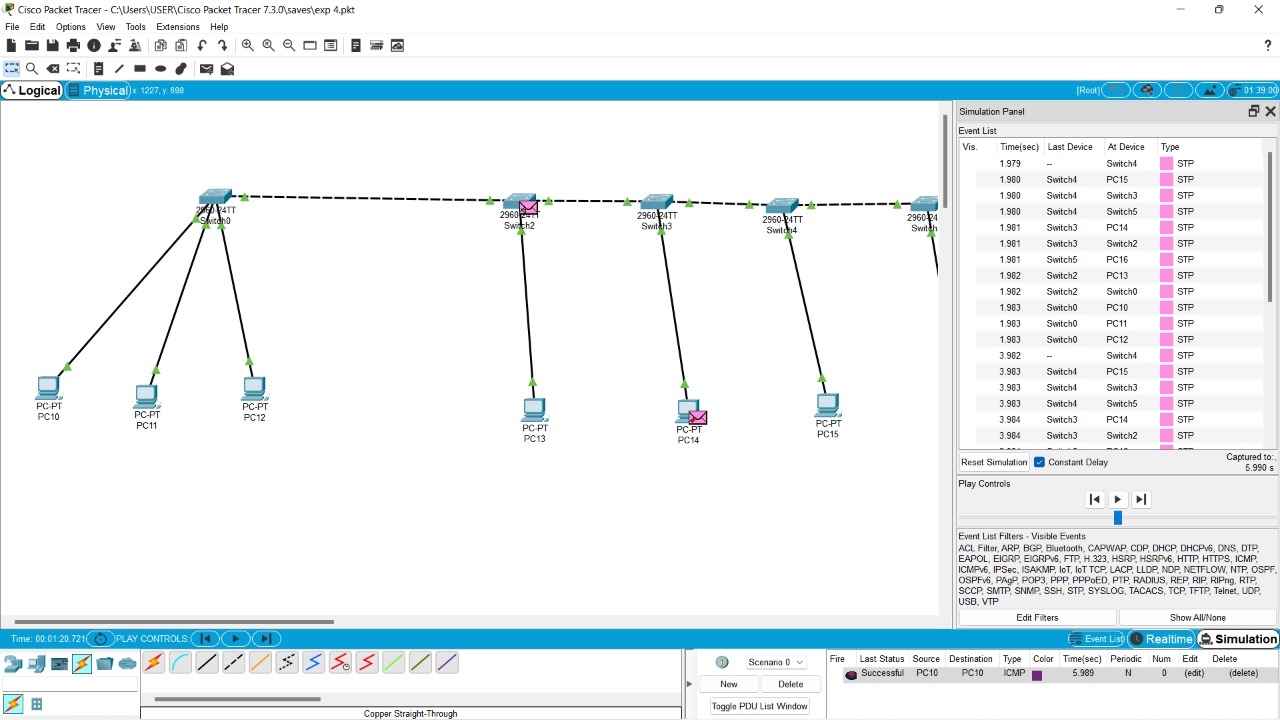 Cisco Packet Tracer - C:\Users\USER\Cisco Packet Tracer 7.3.0\saves\exp 4.pkt
File Edit Options View Tools Extensions Help
?
Logical Physical x: 1227, y: 698 [Root] 01:39:00
Simulation Panel
Event List
Vis. Time(sec) Last Device At Device Type
1.979 -- Switch4 STP
1.980 Switch4 PC15 STP
1.980 Switch4 Switch3 STP
1.980 Switch4 Switch5 STP
1.981 Switch3 PC14 STP
1.981 Switch3 Switch2 STP
1.981 Switch5 PC16 STP
1.982 Switch2 PC13 STP
1.982 Switch2 Switch0 STP
1.983 Switch0 PC10 STP
1.983 Switch0 PC11 STP
1.983 Switch0 PC12 STP
3.982 -- Switch4 STP
3.983 Switch4 PC15 STP
3.983 Switch4 Switch3 STP
3.983 Switch4 Switch5 STP
3.984 Switch3 PC14 STP
3.984 Switch3 Switch2 STP
2960-24TT
Switch0
2960-24TT
Switch2
2960-24TT
Switch3
2960-24TT
Switch4
2960-24
Switch
PC-PT
PC10
PC-PT
PC11
PC-PT
PC12
PC-PT
PC13
PC-PT
PC14
PC-PT
PC15
Reset Simulation Constant Delay Captured to:
5.990 s
Play Controls
Event List Filters - Visible Events
ACL Filter, ARP, BGP, Bluetooth, CAPWAP, CDP, DHCP, DHCPv6, DNS, DTP,
EAPOL, EIGRP, EIGRPv6, FTP, H.323, HSRP, HSRPv6, HTTP, HTTPS, ICMP,
ICMPv6, IPSec, ISAKMP, IoT, IoT TCP, LACP, LLDP, NDP, NETFLOW, NTP, OSPF,
OSPFv6, PAgP, POP3, PPP, PPPoED, PTP, RADIUS, REP, RIP, RIPng, RTP,
SCCP, SMTP, SNMP, SSH, STP, SYSLOG, TACACS, TCP, TFTP, Telnet, UDP,
USB, VTP
Edit Filters Show All/None
Time: 00:01:20.721 PLAY CONTROLS: Event List Realtime Simulation
Scenario 0
New Delete
Toggle PDU List Window
Fire Last Status Source Destination Type Color Time(sec) Periodic Num Edit Delete
Successful PC10 PC10 ICMP 5.989 N 0 (edit) (delete)
Copper Straight-Through